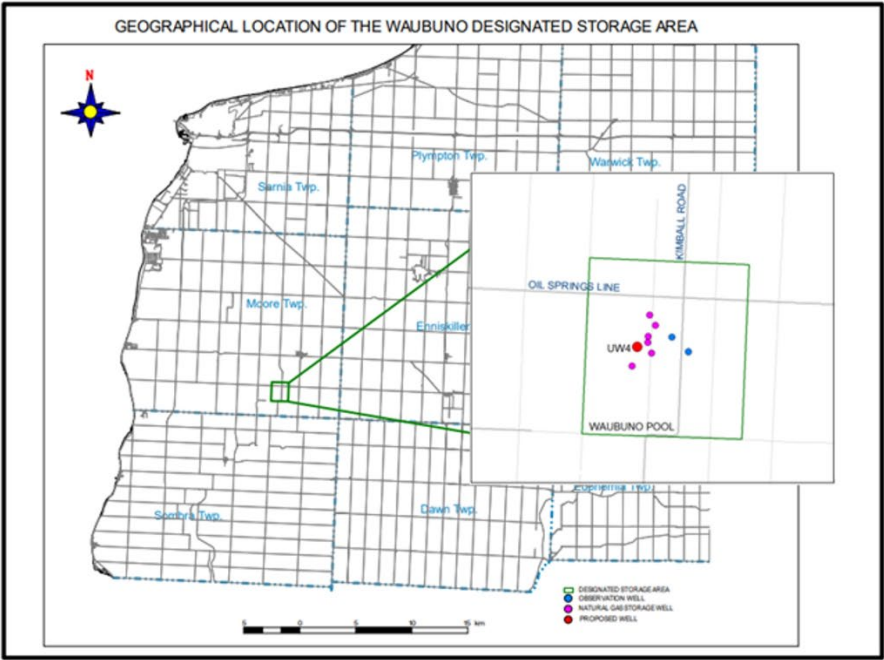 GEOGRAPHICAL LOCATION OF THE WAUBUNO DESIGNATED STORAGE AREA
N
Plympton Twp.
Warwick Twp.
Sarnia Twp.
KIMBALL ROAD
OIL SPRINGS LINE
Moore Twp.
Enniskillen
UW4
WAUBUNO POOL
Euphemia Twp.
Sombra Twp.
Dawn Twp.
DESIGNATED STORAGE AREA
OBSERVATION WELL
NATURAL GAS STORAGE WELL
PROPOSED WELL
5 0 5 10 15 km